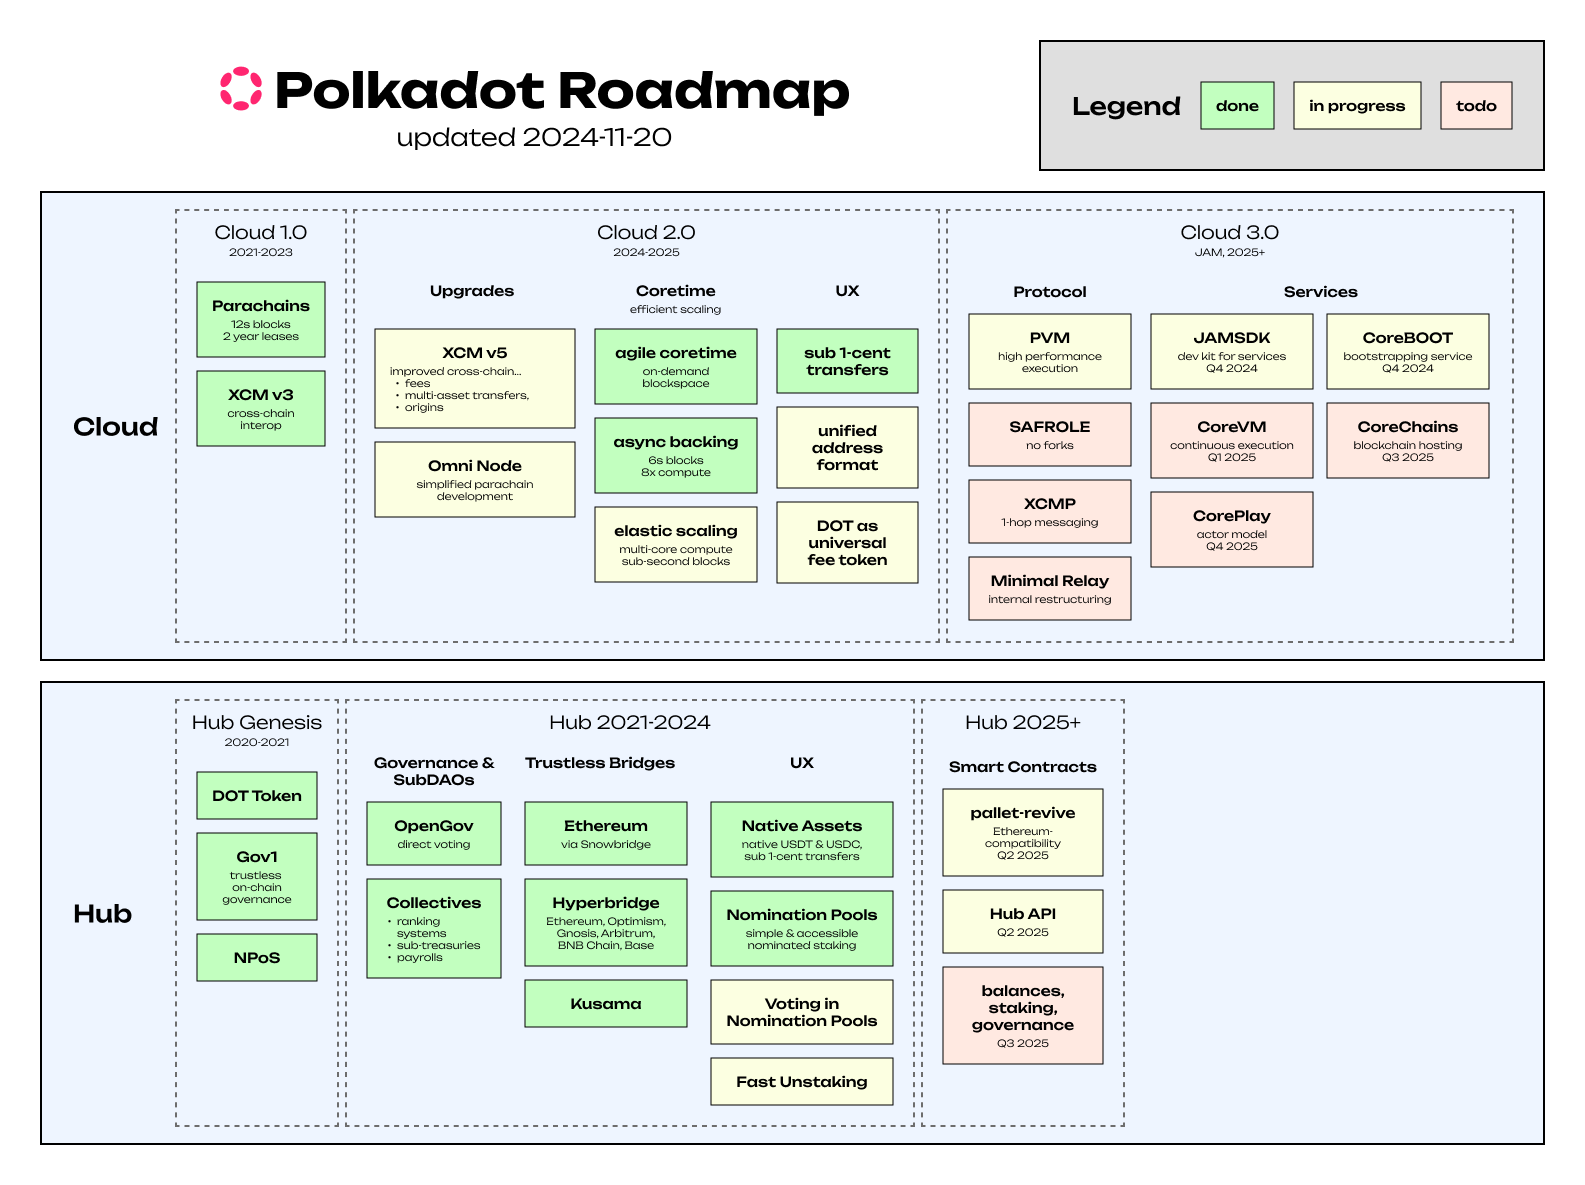 Polkadot Roadmap
updated 2024-11-20
Legend
done
in progress
todo
Cloud
Cloud 1.0
2021-2023
Parachains
12s blocks
2 year leases
XCM v3
cross-chain
interop
Cloud 2.0
2024-2025
Upgrades
XCM v5
improved cross-chain...
• fees
• multi-asset transfers,
• origins
Omni Node
simplified parachain
development
Coretime
efficient scaling
agile coretime
on-demand
blockspace
async backing
6s blocks
8x compute
elastic scaling
multi-core compute
sub-second blocks
UX
sub 1-cent
transfers
unified
address
format
DOT as
universal
fee token
Cloud 3.0
JAM, 2025+
Protocol
PVM
high performance
execution
SAFROLE
no forks
XCMP
1-hop messaging
Minimal Relay
internal restructuring
Services
JAMSDK
dev kit for services
Q4 2024
CoreVM
continuous execution
Q1 2025
CorePlay
actor model
Q4 2025
CoreBOOT
bootstrapping service
Q4 2024
CoreChains
blockchain hosting
Q3 2025
Hub
Hub Genesis
2020-2021
DOT Token
Gov1
trustless
on-chain
governance
NPoS
Hub 2021-2024
Governance &
SubDAOs
OpenGov
direct voting
Collectives
• ranking
systems
• sub-treasuries
• payrolls
Trustless Bridges
Ethereum
via Snowbridge
Hyperbridge
Ethereum, Optimism,
Gnosis, Arbitrum,
BNB Chain, Base
Kusama
UX
Native Assets
native USDT & USDC,
sub 1-cent transfers
Nomination Pools
simple & accessible
nominated staking
Voting in
Nomination Pools
Fast Unstaking
Hub 2025+
Smart Contracts
pallet-revive
Ethereum-
compatibility
Q2 2025
Hub API
Q2 2025
balances,
staking,
governance
Q3 2025